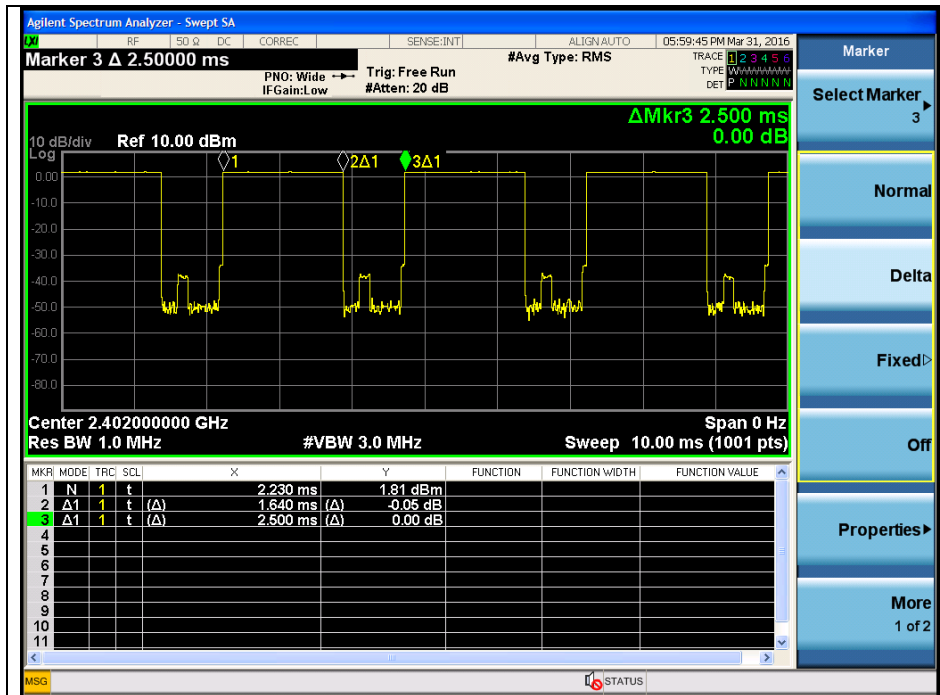 Agilent Spectrum Analyzer - Swept SA
LXI RF 50 Ω DC CORREC SENSE:INT ALIGNAUTO 05:59:45 PM Mar 31, 2016
Marker 3 Δ 2.50000 ms
PNO: Wide
IFGain:Low
Trig: Free Run
#Atten: 20 dB
#Avg Type: RMS
TRACE 1 2 3 4 5 6
TYPE WWWWWW
DET P N N N N N
ΔMkr3 2.500 ms
0.00 dB
10 dB/div Ref 10.00 dBm
Log
1 2Δ1 3Δ1
0.00
-10.0
-20.0
-30.0
-40.0
-50.0
-60.0
-70.0
-80.0
Center 2.402000000 GHz Span 0 Hz
Res BW 1.0 MHz #VBW 3.0 MHz Sweep 10.00 ms (1001 pts)
MKR MODE TRC SCL X Y FUNCTION FUNCTION WIDTH FUNCTION VALUE
1 N 1 t 2.230 ms 1.81 dBm
2 Δ1 1 t (Δ) 1.640 ms (Δ) -0.05 dB
3 Δ1 1 t (Δ) 2.500 ms (Δ) 0.00 dB
4
5
6
7
8
9
10
11
MSG STATUS
Marker
Select Marker
3
Normal
Delta
Fixed
Off
Properties
More
1 of 2